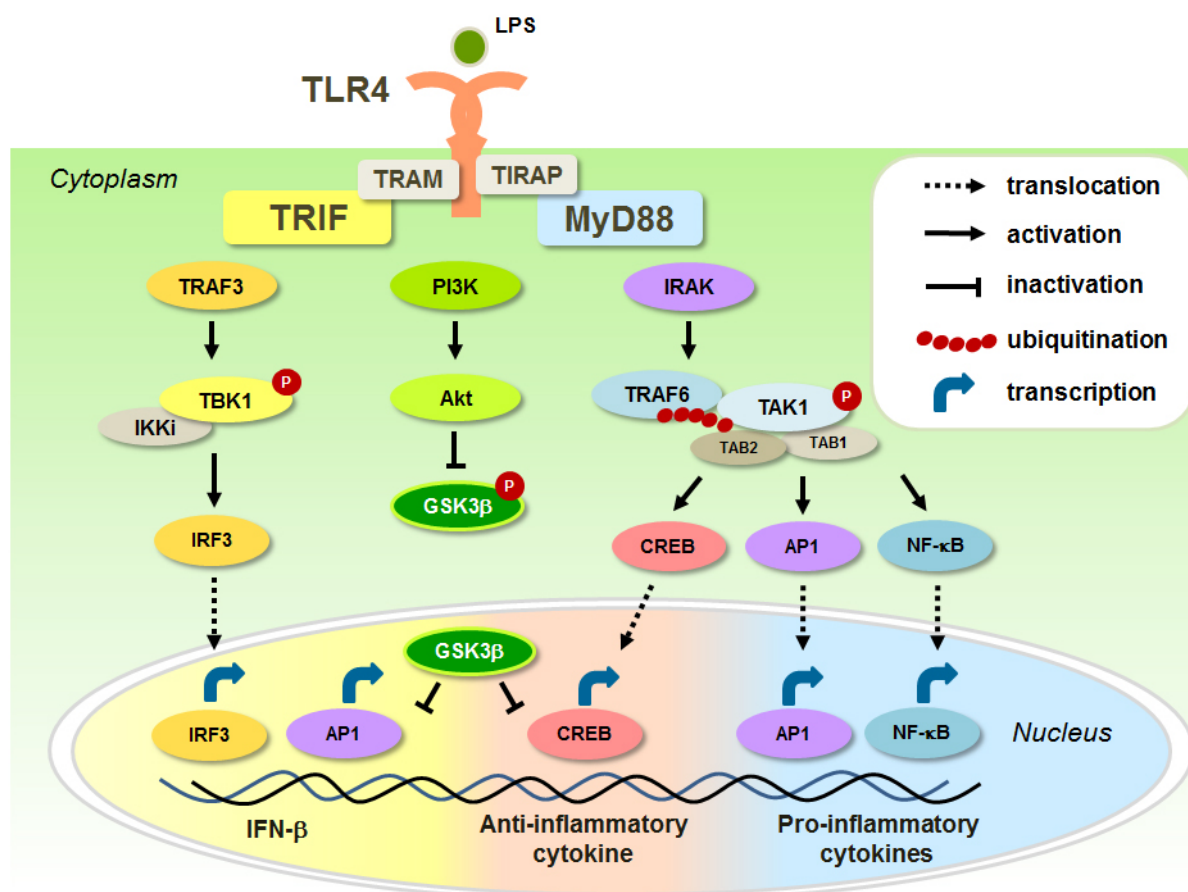 LPS
TLR4
Cytoplasm
TRAM
TIRAP
TRIF
MyD88
translocation
activation
inactivation
ubiquitination
transcription
TRAF3
PI3K
IRAK
TBK1
P
IKKi
Akt
TRAF6
TAK1
P
TAB2
TAB1
GSK3β
P
IRF3
CREB
AP1
NF-κB
GSK3β
IRF3
AP1
CREB
AP1
NF-κB
Nucleus
IFN-β
Anti-inflammatory
cytokine
Pro-inflammatory
cytokines